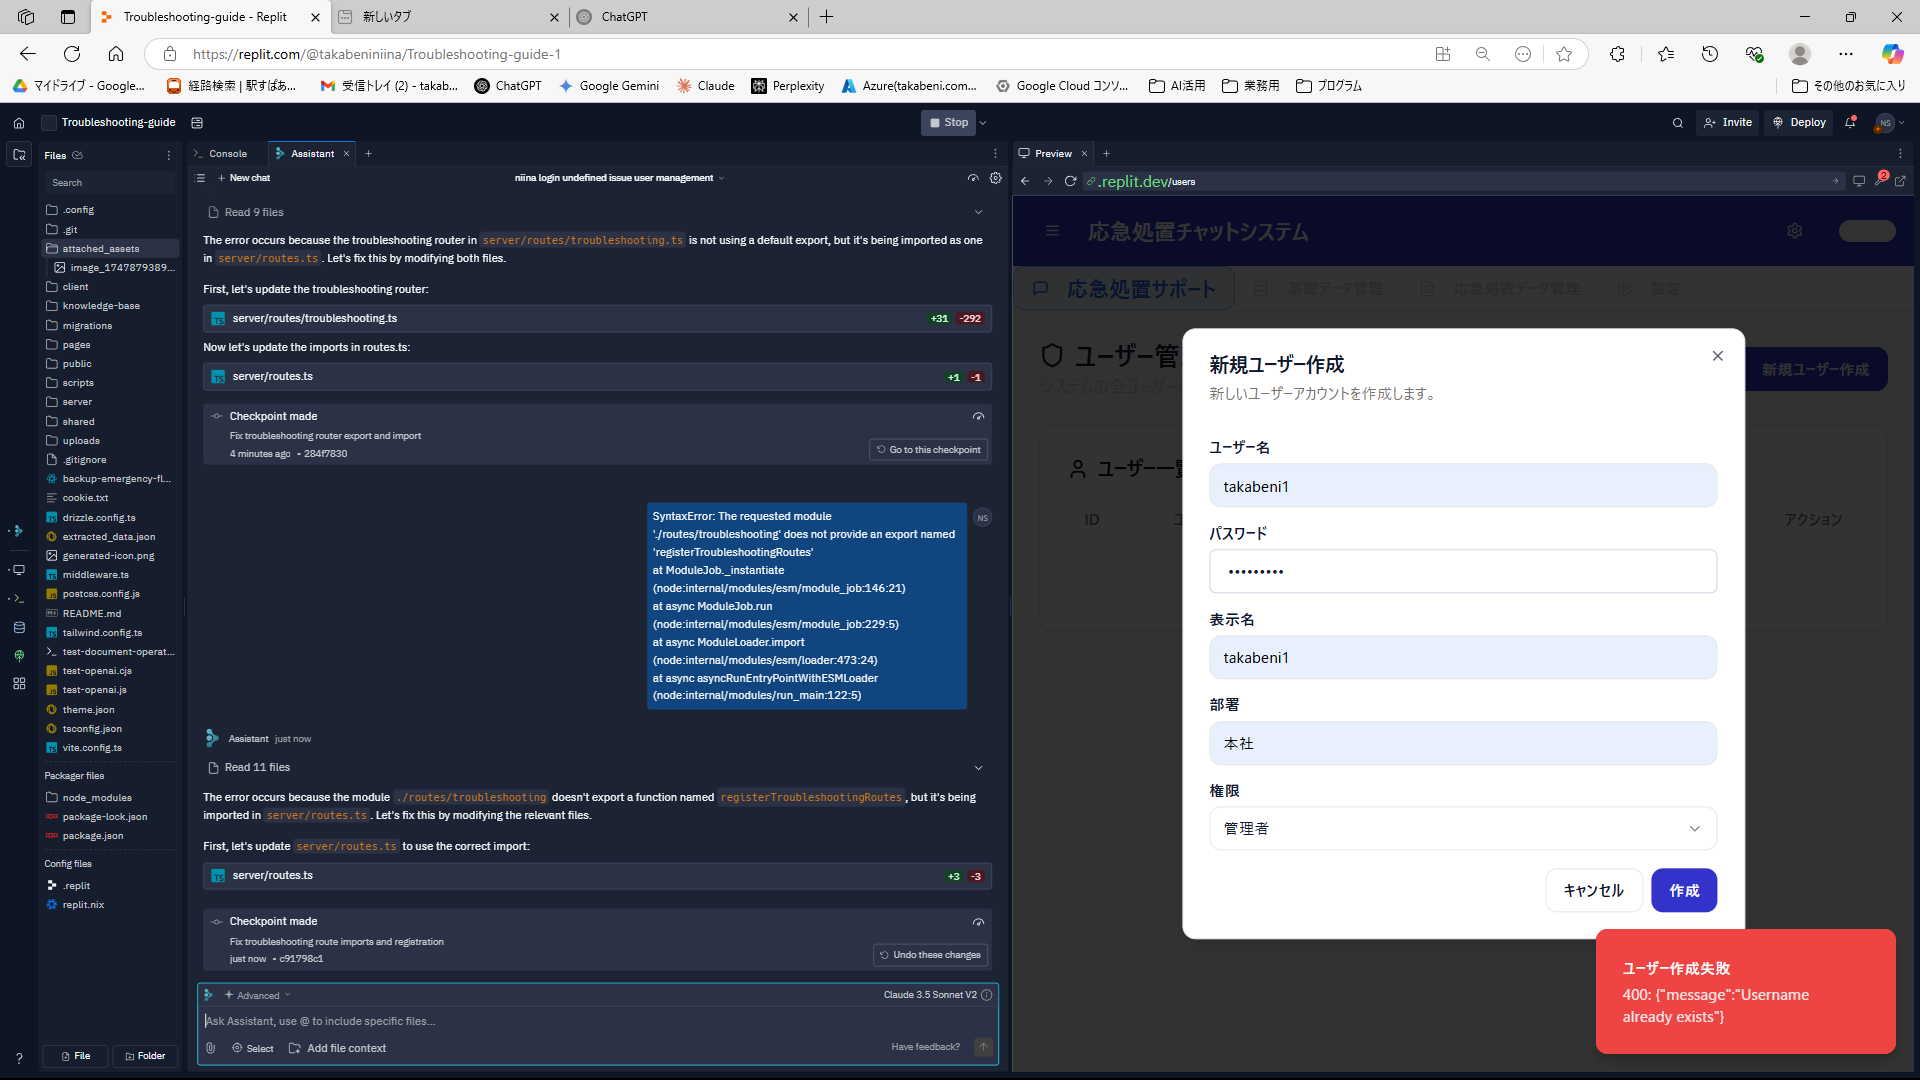 Troubleshooting-guide - Replit
新しいタブ
ChatGPT
https://replit.com/@takabeniniina/Troubleshooting-guide-1
マイドライブ - Google...
経路検索 | 駅すぱあ...
受信トレイ (2) - takab...
ChatGPT
Google Gemini
Claude
Perplexity
Azure(takabeni.com...
Google Cloud コンソ...
AI活用
業務用
プログラム
その他のお気に入り
Troubleshooting-guide
Stop
Invite
Deploy
NS
Files
Search
.config
.git
attached_assets
image_1747879389...
client
knowledge-base
migrations
pages
public
scripts
server
shared
uploads
.gitignore
backup-emergency-fl...
cookie.txt
drizzle.config.ts
extracted_data.json
generated-icon.png
middleware.ts
postcss.config.js
README.md
tailwind.config.ts
test-document-operat...
test-openai.cjs
test-openai.js
theme.json
tsconfig.json
vite.config.ts
Packager files
node_modules
package-lock.json
package.json
Config files
.replit
replit.nix
File
Folder
Console
Assistant
New chat
niina login undefined issue user management
Read 9 files
The error occurs because the troubleshooting router in server/routes/troubleshooting.ts is not using a default export, but it's being imported as one
in server/routes.ts . Let's fix this by modifying both files.
First, let's update the troubleshooting router:
server/routes/troubleshooting.ts
+31 -292
Now let's update the imports in routes.ts:
server/routes.ts
+1 -1
Checkpoint made
Fix troubleshooting router export and import
4 minutes ago • 284f7830
Go to this checkpoint
SyntaxError: The requested module
'./routes/troubleshooting' does not provide an export named
'registerTroubleshootingRoutes'
at ModuleJob._instantiate
(node:internal/modules/esm/module_job:146:21)
at async ModuleJob.run
(node:internal/modules/esm/module_job:229:5)
at async ModuleLoader.import
(node:internal/modules/esm/loader:473:24)
at async asyncRunEntryPointWithESMLoader
(node:internal/modules/run_main:122:5)
NS
Assistant just now
Read 11 files
The error occurs because the module ./routes/troubleshooting doesn't export a function named registerTroubleshootingRoutes , but it's being
imported in server/routes.ts . Let's fix this by modifying the relevant files.
First, let's update server/routes.ts to use the correct import:
server/routes.ts
+3 -3
Checkpoint made
Fix troubleshooting route imports and registration
just now • c91798c1
Undo these changes
Advanced
Claude 3.5 Sonnet V2
Ask Assistant, use @ to include specific files...
Select
Add file context
Have feedback?
Preview
.replit.dev/users
2
応急処置チャットシステム
応急処置サポート
基礎データ管理
応急処置データ管理
設定
ユーザー管
システムの全ユーザー
新規ユーザー作成
ユーザー一覧
ID
アクション
新規ユーザー作成
新しいユーザーアカウントを作成します。
ユーザー名
takabeni1
パスワード
•••••••••
表示名
takabeni1
部署
本社
権限
管理者
キャンセル
作成
ユーザー作成失敗
400: {"message":"Username
already exists"}